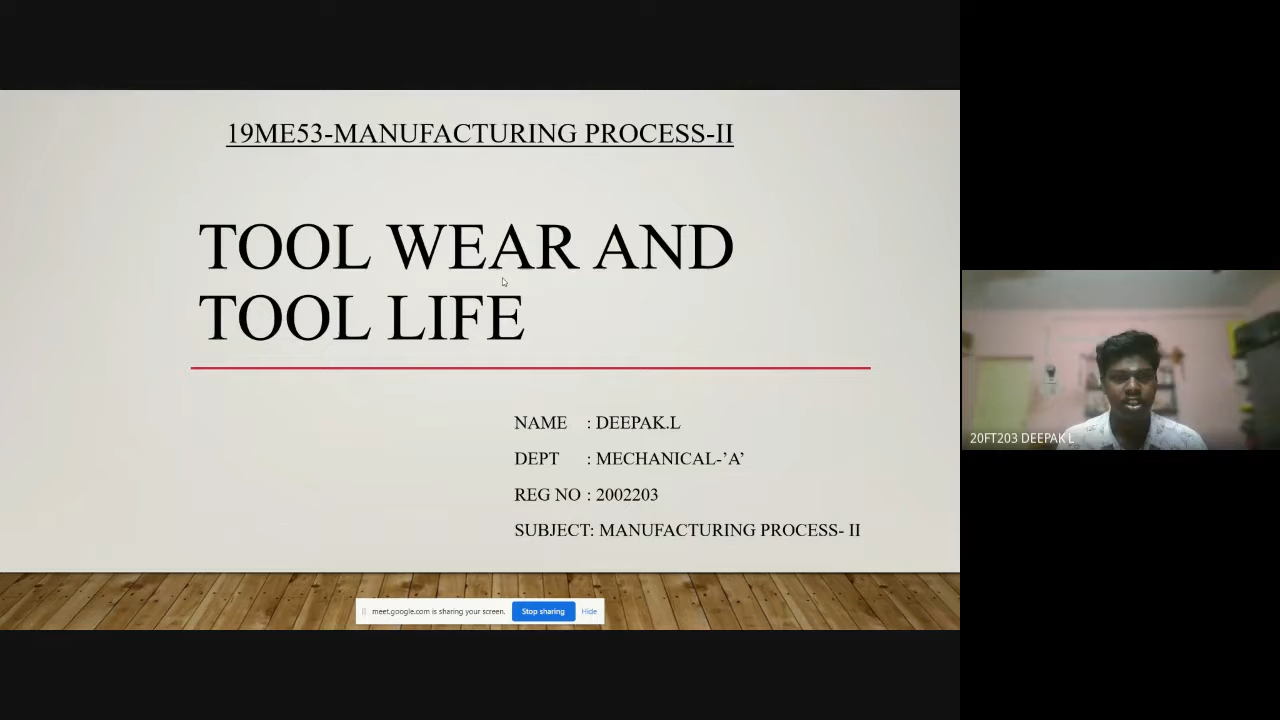 19ME53-MANUFACTURING PROCESS-II
TOOL WEAR AND
TOOL LIFE
NAME : DEEPAK.L
DEPT : MECHANICAL-’A’
REG NO : 2002203
SUBJECT: MANUFACTURING PROCESS- II
meet.google.com is sharing your screen. Stop sharing Hide
20FT203 DEEPAK L